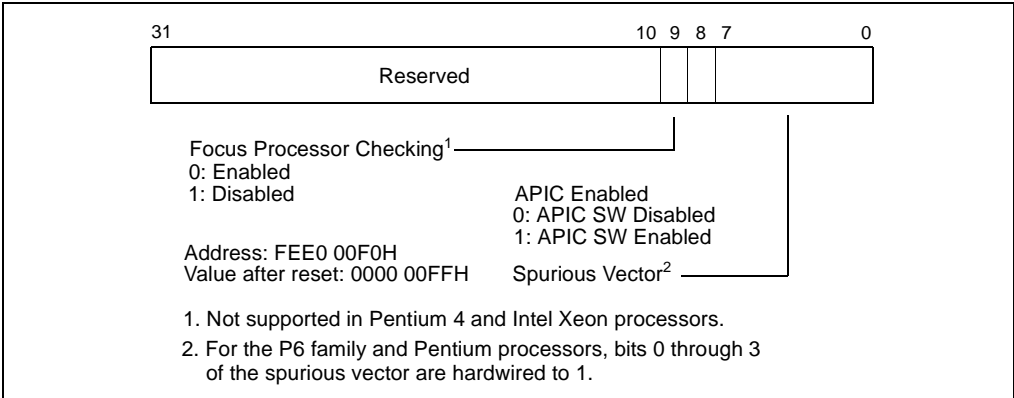 31 10 9 8 7 0
Reserved
Focus Processor Checking1
0: Enabled
1: Disabled
APIC Enabled
0: APIC SW Disabled
1: APIC SW Enabled
Address: FEE0 00F0H
Value after reset: 0000 00FFH
Spurious Vector2
1. Not supported in Pentium 4 and Intel Xeon processors.
2. For the P6 family and Pentium processors, bits 0 through 3
of the spurious vector are hardwired to 1.